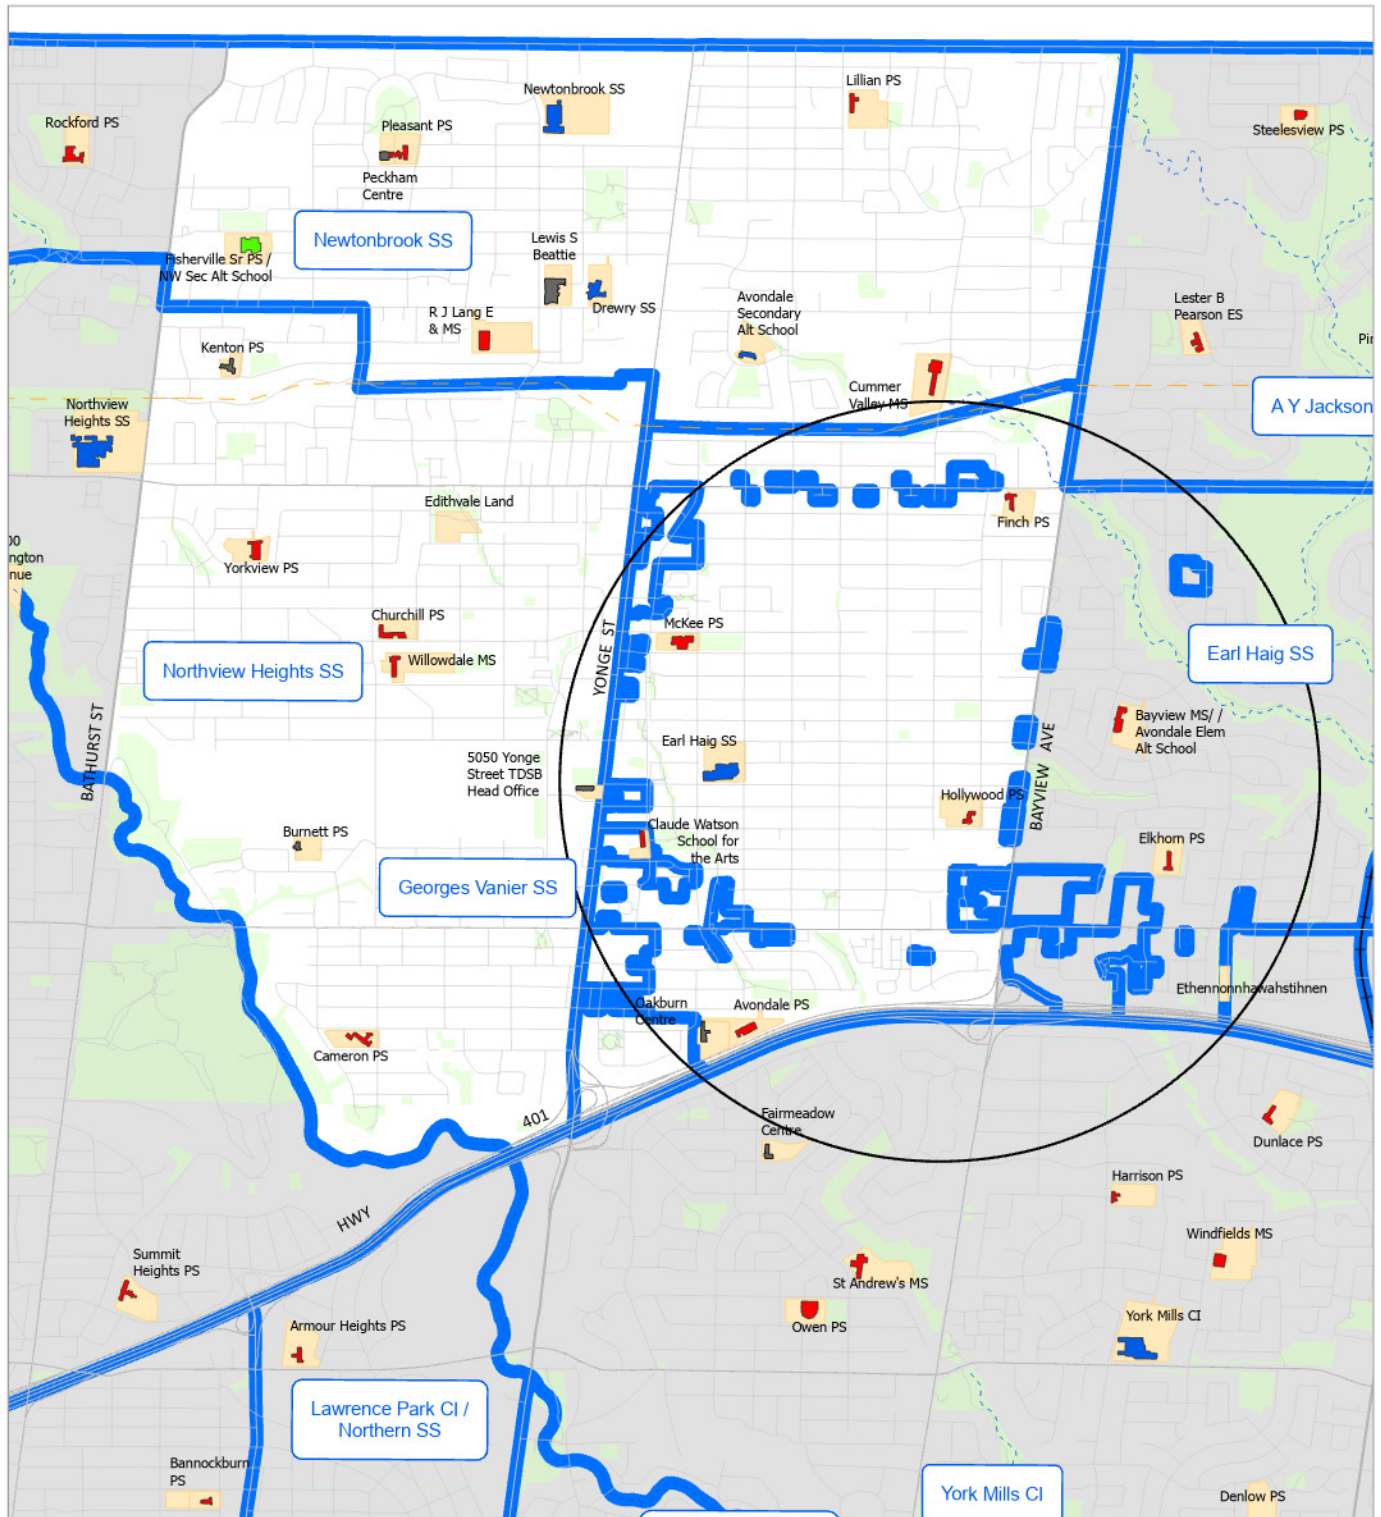 Newtonbrook SS
Lillian PS
Rockford PS
Pleasant PS
Steelesview PS
Peckham
Centre
Newtonbrook SS
Lewis S
Beattie
Fisherville Sr PS /
NW Sec Alt School
Drewry SS
Avondale
Secondary
Alt School
Lester B
Pearson ES
R J Lang E
& MS
Kenton PS
Cummer
Valley MS
A Y Jackson
Northview
Heights SS
Edithvale Land
Finch PS
ngton
nue
Yorkview PS
Churchill PS
McKee PS
YONGE ST
Willowdale MS
Northview Heights SS
Earl Haig SS
BATHURST ST
Bayview MS/ /
Avondale Elem
Alt School
Earl Haig SS
5050 Yonge
Street TDSB
Head Office
BAYVIEW AVE
Hollywood PS
Burnett PS
Claude Watson
School for
the Arts
Elkhorn PS
Georges Vanier SS
Ethennonnhawahstihnen
Oakburn
Centre
Avondale PS
Cameron PS
HWY 401
Fairmeadow
Centre
Dunlace PS
Harrison PS
Windfields MS
Summit
Heights PS
St Andrew's MS
York Mills CI
Armour Heights PS
Owen PS
Lawrence Park CI /
Northern SS
Bannockburn
PS
York Mills CI
Denlow PS